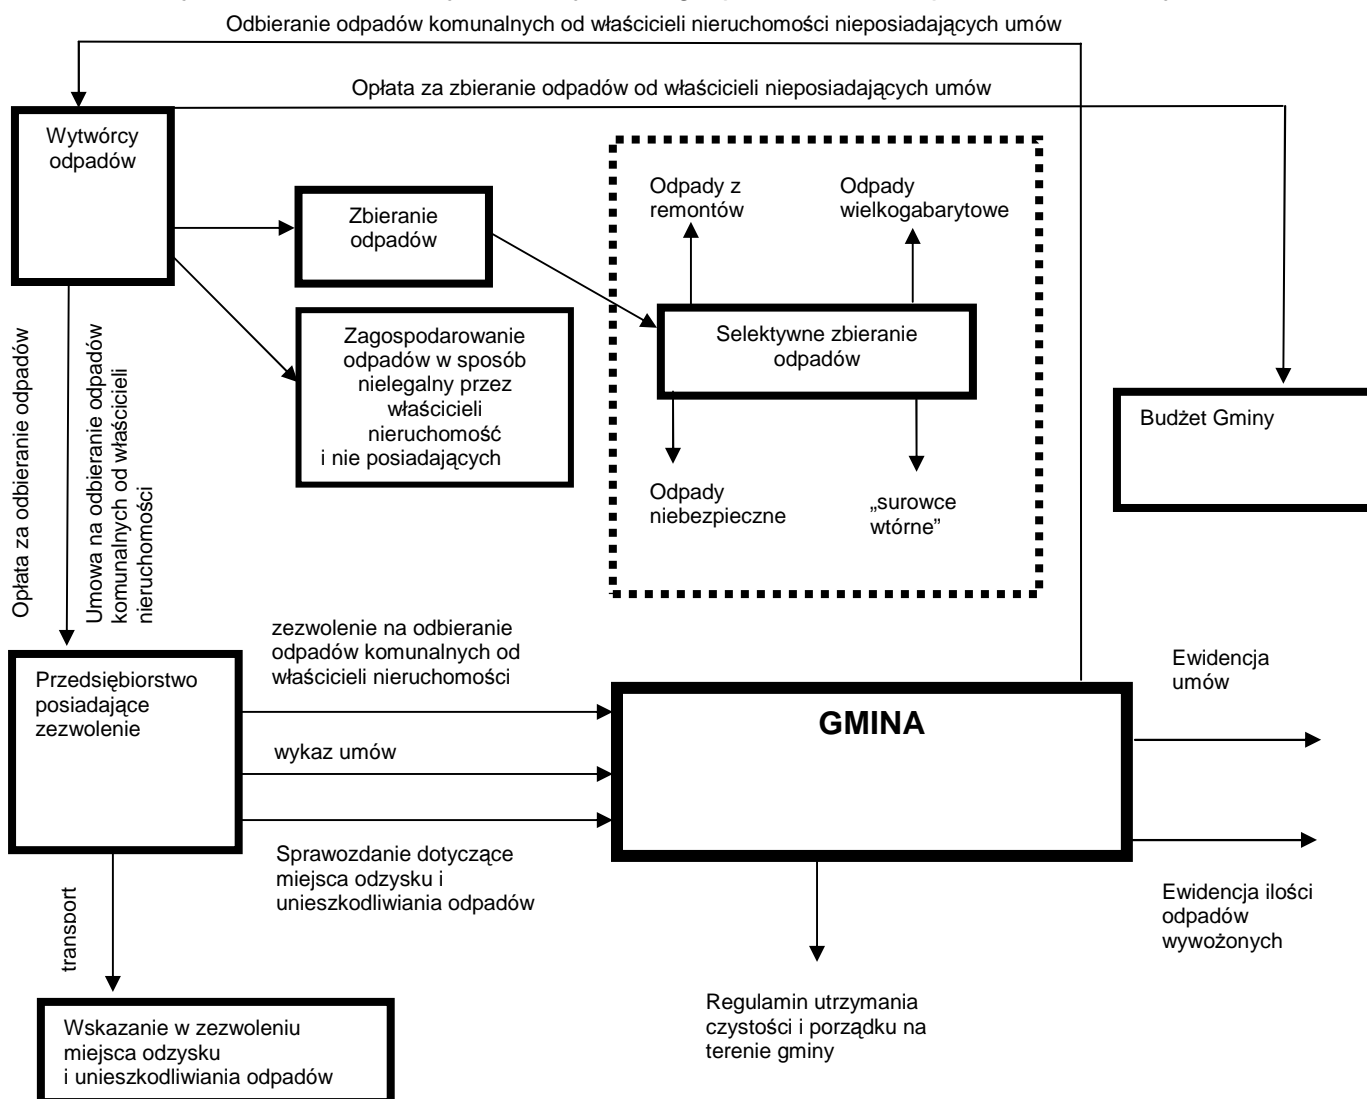 Odbieranie odpadów komunalnych od właścicieli nieruchomości nieposiadających umów
Opłata za zbieranie odpadów od właścicieli nieposiadających umów
Wytwórcy
odpadów
Zbieranie
odpadów
Odpady z
remontów
Odpady
wielkogabarytowe
Selektywne zbieranie
odpadów
Zagospodarowanie
odpadów w sposób
nielegalny przez
właścicieli
nieruchomość
i nie posiadających
Odpady
niebezpieczne
„surowce
wtórne”
Budżet Gminy
Opłata za odbieranie odpadów
Umowa na odbieranie odpadów
komunalnych od właścicieli
nieruchomości
Przedsiębiorstwo
posiadające
zezwolenie
zezwolenie na odbieranie
odpadów komunalnych od
właścicieli nieruchomości
wykaz umów
Sprawozdanie dotyczące
miejsca odzysku i
unieszkodliwiania odpadów
GMINA
Ewidencja
umów
Ewidencja ilości
odpadów
wywożonych
transport
Wskazanie w zezwoleniu
miejsca odzysku
i unieszkodliwiania odpadów
Regulamin utrzymania
czystości i porządku na
terenie gminy